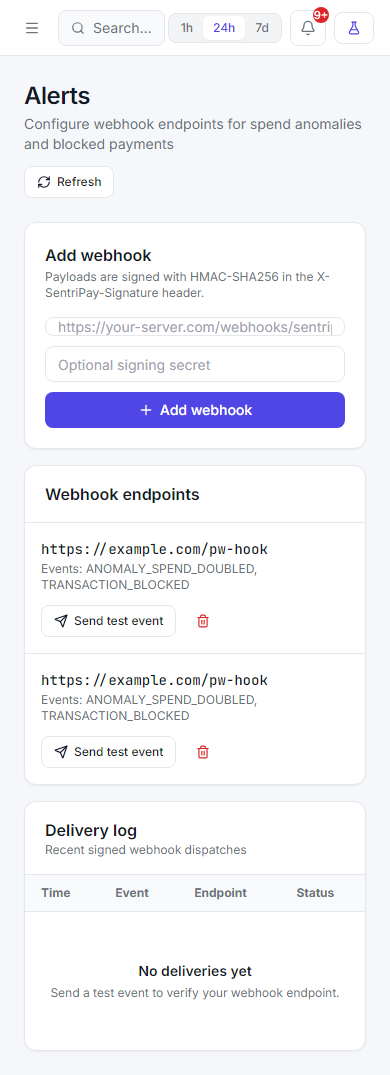 Search...
1h
24h
7d
9+
Alerts
Configure webhook endpoints for spend anomalies
and blocked payments
Refresh
Add webhook
Payloads are signed with HMAC-SHA256 in the X-
SentriPay-Signature header.
https://your-server.com/webhooks/sentri
Optional signing secret
+ Add webhook
Webhook endpoints
https://example.com/pw-hook
Events: ANOMALY_SPEND_DOUBLED,
TRANSACTION_BLOCKED
Send test event
https://example.com/pw-hook
Events: ANOMALY_SPEND_DOUBLED,
TRANSACTION_BLOCKED
Send test event
Delivery log
Recent signed webhook dispatches
Time Event Endpoint Status
No deliveries yet
Send a test event to verify your webhook endpoint.